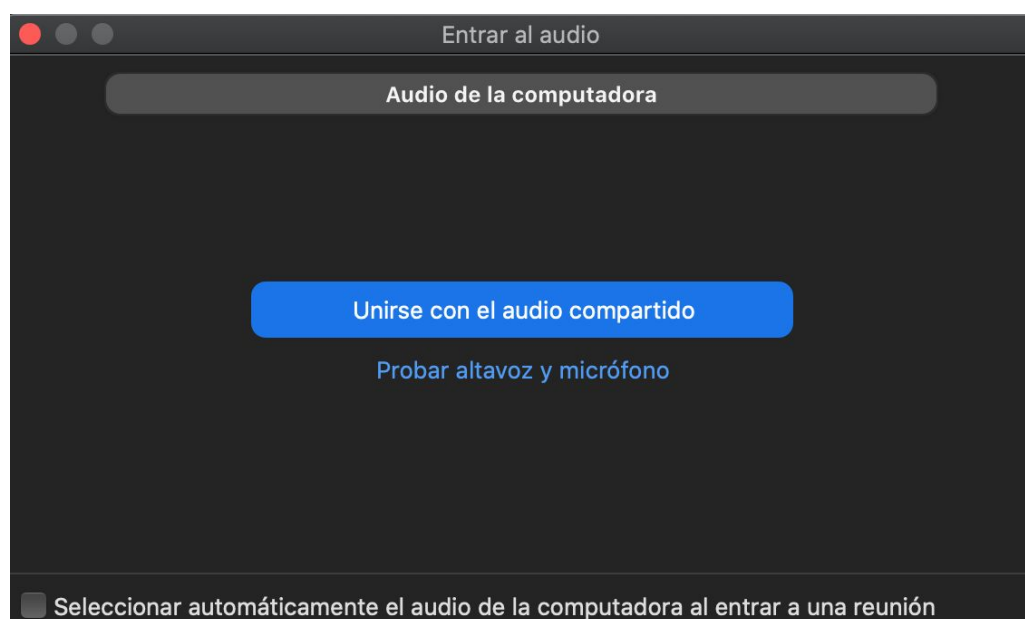 Entrar al audio
Audio de la computadora
Unirse con el audio compartido
Probar altavoz y micrófono
Seleccionar automáticamente el audio de la computadora al entrar a una reunión